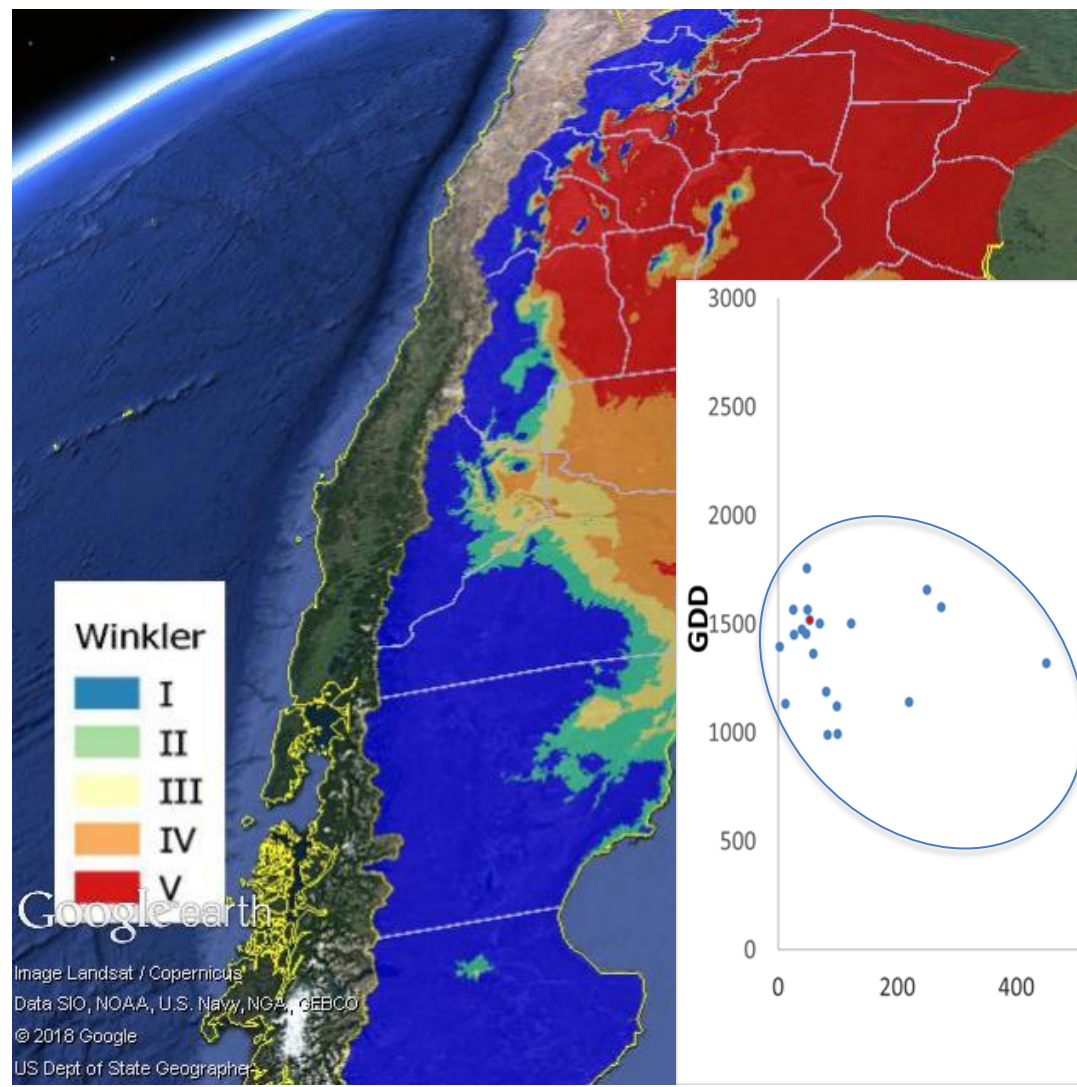 Winkler
I
II
III
IV
V
Google earth
Image Landsat / Copernicus
Data SIO, NOAA, U.S. Navy, NGA, GEBCO
© 2018 Google
US Dept of State Geographer
3000
2500
2000
1500
1000
500
0
GDD
0 200 400